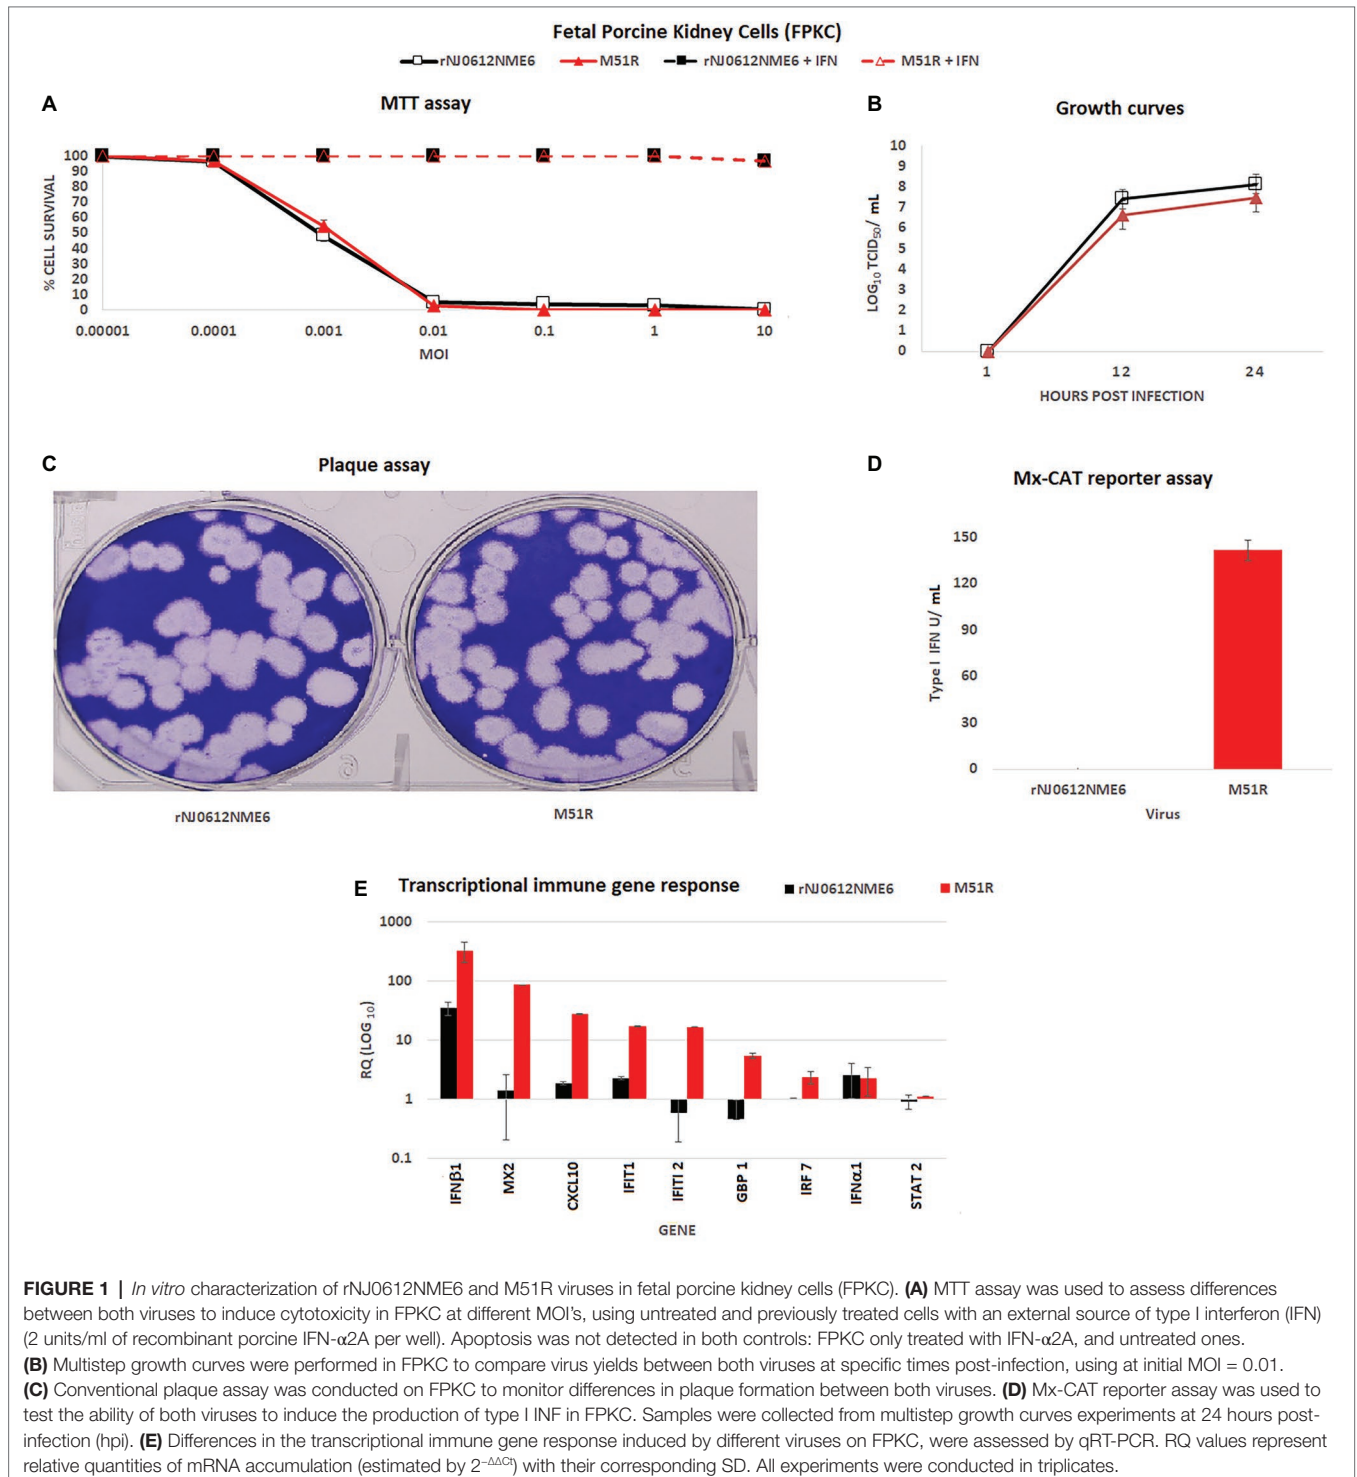 Fetal Porcine Kidney Cells (FPKC)
rNJ0612NME6 M51R rNJ0612NME6 + IFN M51R + IFN
A
MTT assay
% CELL SURVIVAL
100
90
80
70
60
50
40
30
20
10
0
0.00001 0.0001 0.001 0.01 0.1 1 10
MOI
B
Growth curves
LOG10 TCID50/ mL
10
9
8
7
6
5
4
3
2
1
0
1 12 24
HOURS POST INFECTION
C
Plaque assay
rNJ0612NME6 M51R
D
Mx-CAT reporter assay
Type I IFN U/ mL
150
120
90
60
30
0
rNJ0612NME6 M51R
Virus
E
Transcriptional immune gene response
rNJ0612NME6 M51R
RQ (LOG 10)
1000
100
10
1
0.1
IFNβ1 MX2 CXCL10 IFIT1 IFITI 2 GBP 1 IRF 7 IFNα1 STAT 2
GENE
FIGURE 1 | In vitro characterization of rNJ0612NME6 and M51R viruses in fetal porcine kidney cells (FPKC). (A) MTT assay was used to assess differences
between both viruses to induce cytotoxicity in FPKC at different MOI's, using untreated and previously treated cells with an external source of type I interferon (IFN)
(2 units/ml of recombinant porcine IFN-α2A per well). Apoptosis was not detected in both controls: FPKC only treated with IFN-α2A, and untreated ones.
(B) Multistep growth curves were performed in FPKC to compare virus yields between both viruses at specific times post-infection, using at initial MOI = 0.01.
(C) Conventional plaque assay was conducted on FPKC to monitor differences in plaque formation between both viruses. (D) Mx-CAT reporter assay was used to
test the ability of both viruses to induce the production of type I INF in FPKC. Samples were collected from multistep growth curves experiments at 24 hours post-
infection (hpi). (E) Differences in the transcriptional immune gene response induced by different viruses on FPKC, were assessed by qRT-PCR. RQ values represent
relative quantities of mRNA accumulation (estimated by 2−ΔΔCt) with their corresponding SD. All experiments were conducted in triplicates.